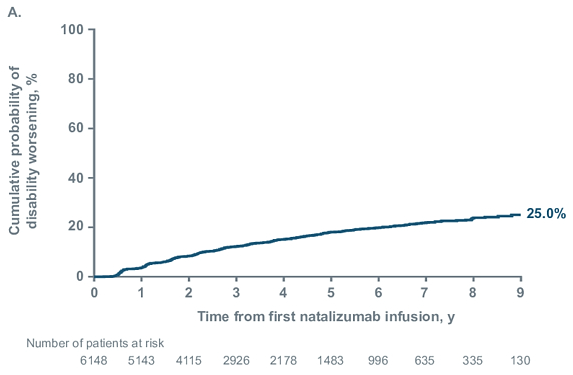 A.
Cumulative probability of
disability worsening, %
100
80
60
40
20
0
25.0%
0 1 2 3 4 5 6 7 8 9
Time from first natalizumab infusion, y
Number of patients at risk
6148 5143 4115 2926 2178 1483 996 635 335 130